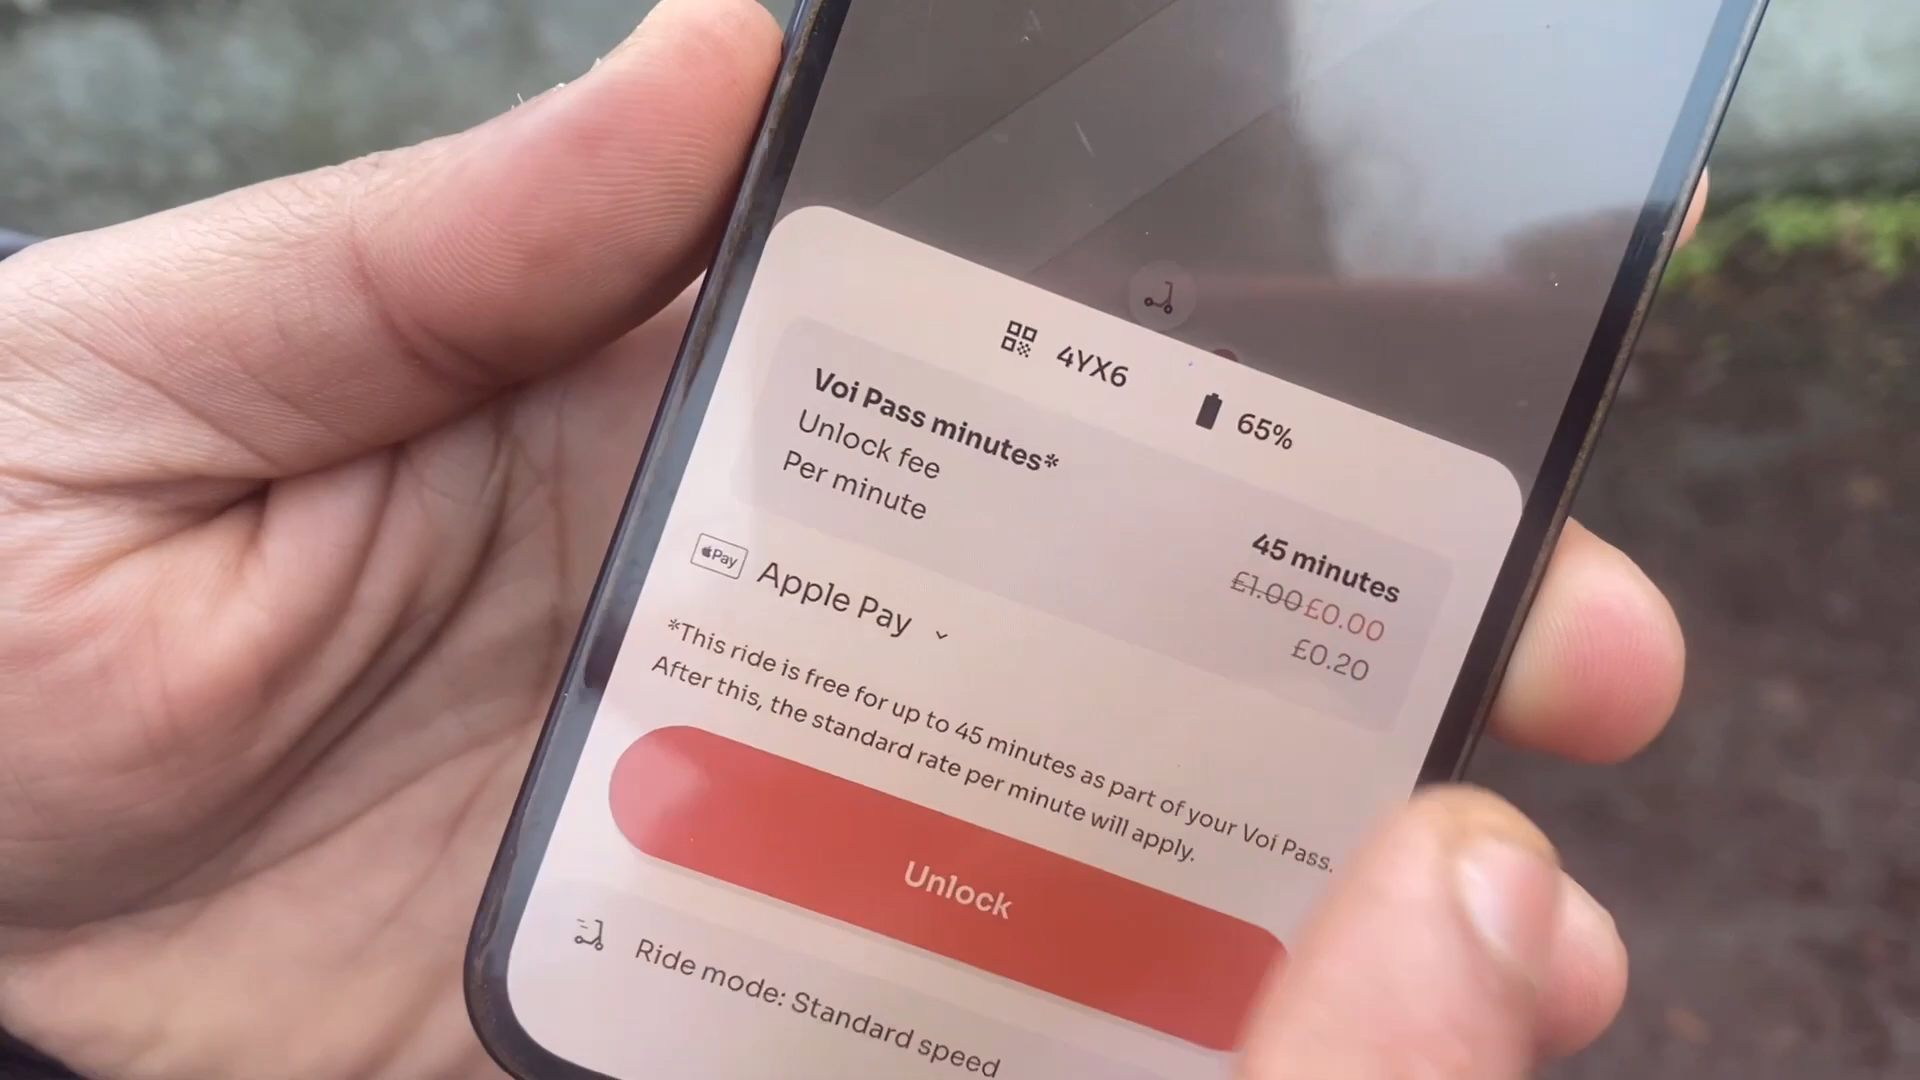 4YX6 65%
Voi Pass minutes* 45 minutes
Unlock fee £1.00 £0.00
Per minute £0.20
Pay Apple Pay
*This ride is free for up to 45 minutes as part of your Voi Pass.
After this, the standard rate per minute will apply.
Unlock
Ride mode: Standard speed